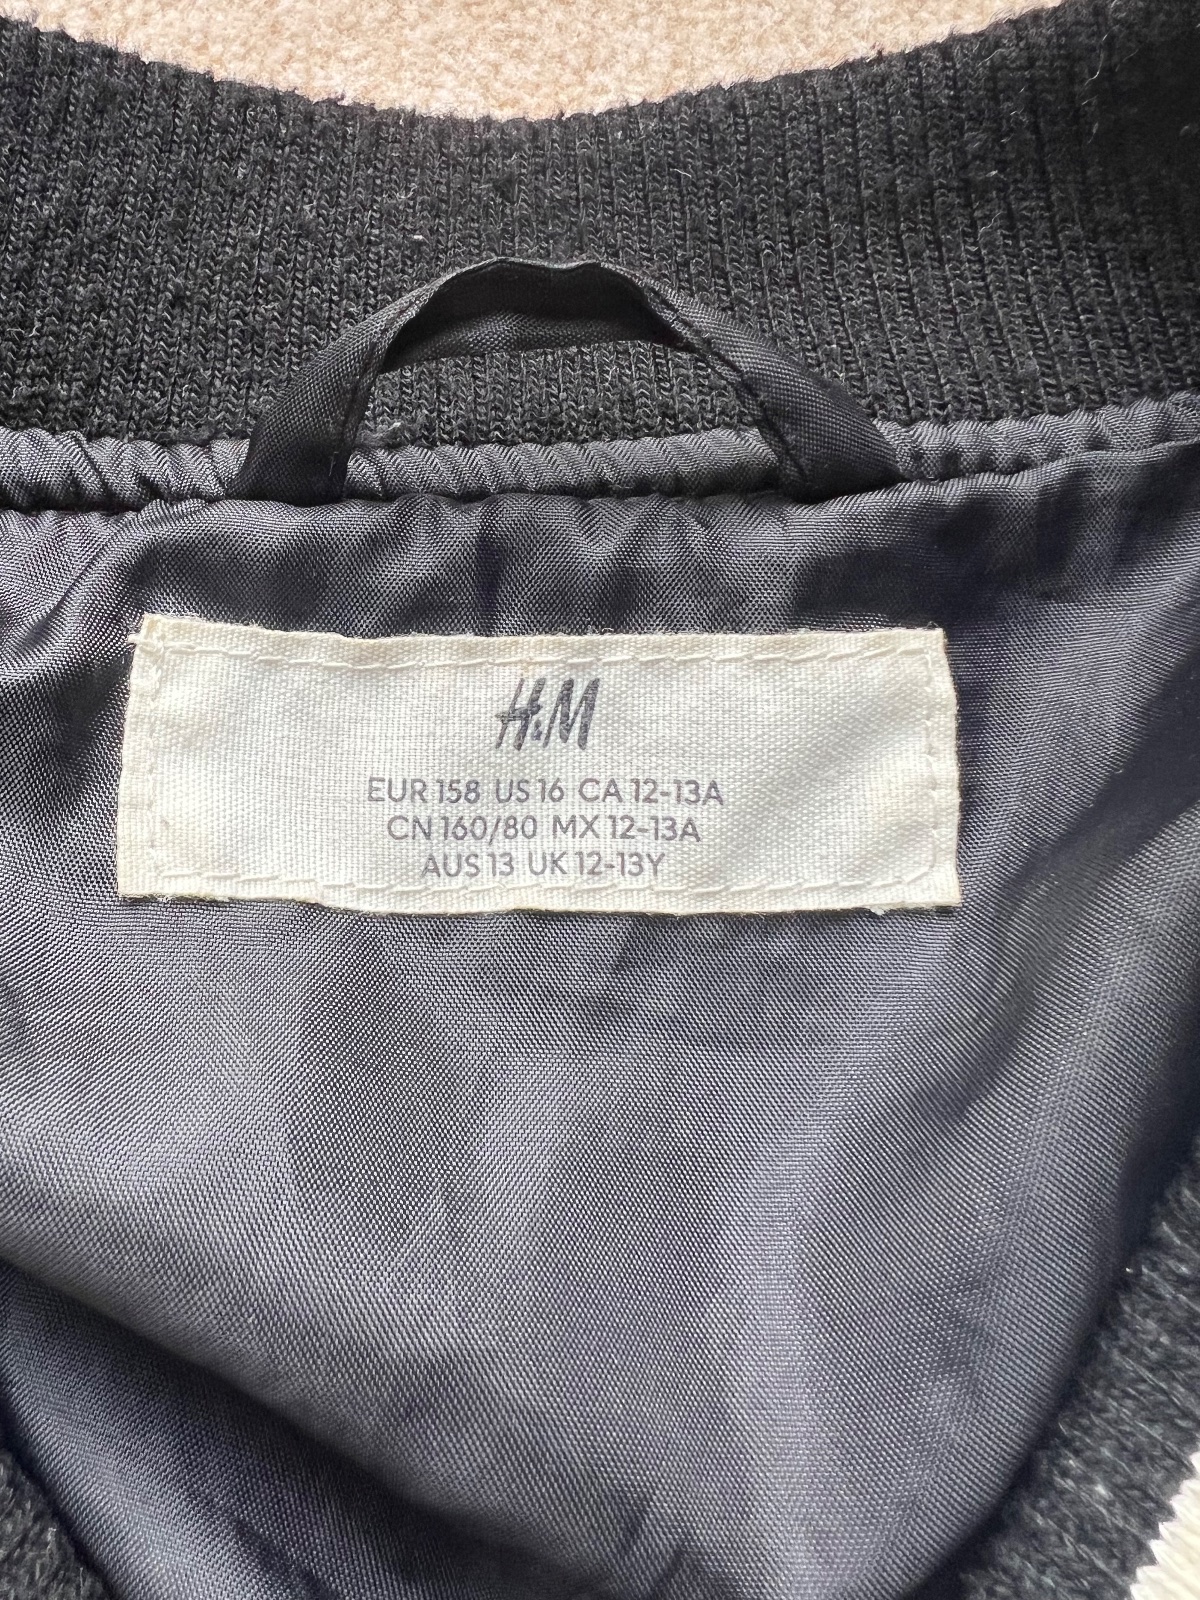 H&M
EUR 158 US 16 CA 12-13A
CN 160/80 MX 12-13A
AUS 13 UK 12-13Y